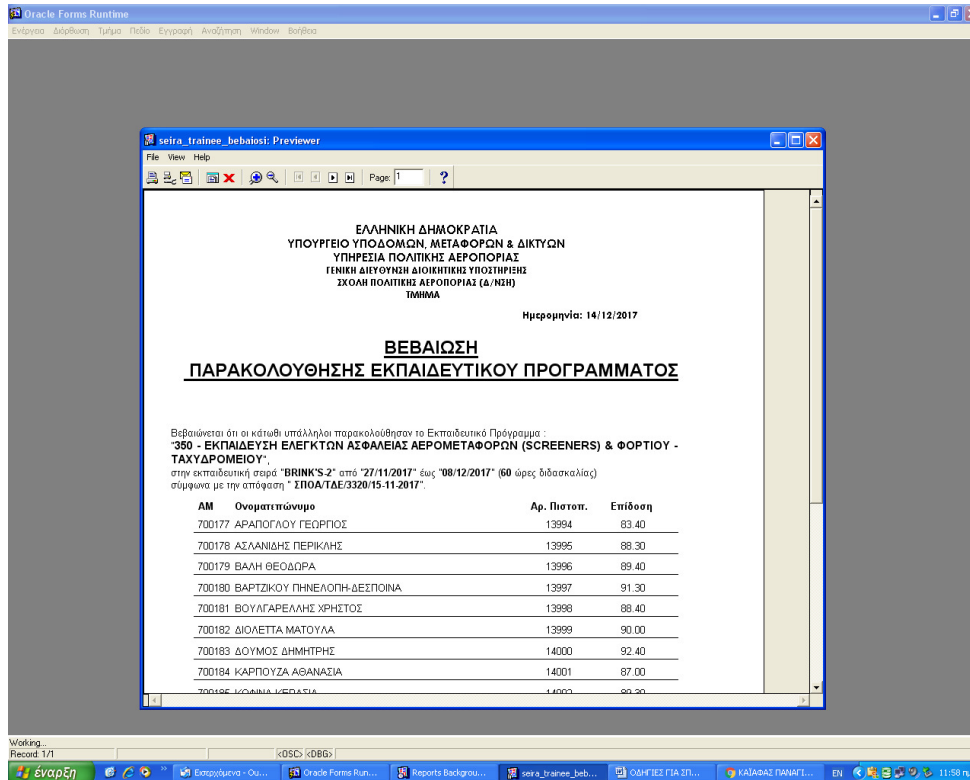 Oracle Forms Runtime
Ενέργεια Διόρθωση Τμήμα Πεδίο Εγγραφή Αναζήτηση Window Βοήθεια
seira_trainee_bebaiosi: Previewer
File View Help
Page: 1
ΕΛΛΗΝΙΚΗ ΔΗΜΟΚΡΑΤΙΑ
ΥΠΟΥΡΓΕΙΟ ΥΠΟΔΟΜΩΝ, ΜΕΤΑΦΟΡΩΝ & ΔΙΚΤΥΩΝ
ΥΠΗΡΕΣΙΑ ΠΟΛΙΤΙΚΗΣ ΑΕΡΟΠΟΡΙΑΣ
ΓΕΝΙΚΗ ΔΙΕΥΘΥΝΣΗ ΔΙΟΙΚΗΤΙΚΗΣ ΥΠΟΣΤΗΡΙΞΗΣ
ΣΧΟΛΗ ΠΟΛΙΤΙΚΗΣ ΑΕΡΟΠΟΡΙΑΣ (Δ/ΝΣΗ)
ΤΜΗΜΑ
Ημερομηνία: 14/12/2017
ΒΕΒΑΙΩΣΗ
ΠΑΡΑΚΟΛΟΥΘΗΣΗΣ ΕΚΠΑΙΔΕΥΤΙΚΟΥ ΠΡΟΓΡΑΜΜΑΤΟΣ
Βεβαιώνεται ότι οι κάτωθι υπάλληλοι παρακολούθησαν το Εκπαιδευτικό Πρόγραμμα :
"350 - ΕΚΠΑΙΔΕΥΣΗ ΕΛΕΓΚΤΩΝ ΑΣΦΑΛΕΙΑΣ ΑΕΡΟΜΕΤΑΦΟΡΩΝ (SCREENERS) & ΦΟΡΤΙΟΥ -
ΤΑΧΥΔΡΟΜΕΙΟΥ",
στην εκπαιδευτική σειρά "BRINK'S-2" από "27/11/2017" έως "08/12/2017" (60 ώρες διδασκαλίας)
σύμφωνα με την απόφαση " ΣΠΟΑ/ΤΔΕ/3320/15-11-2017".
ΑΜ Ονοματεπώνυμο Αρ. Πιστοπ. Επίδοση
700177 ΑΡΑΠΟΓΛΟΥ ΓΕΩΡΓΙΟΣ 13994 83.40
700178 ΑΣΛΑΝΙΔΗΣ ΠΕΡΙΚΛΗΣ 13995 88.30
700179 ΒΑΛΗ ΘΕΟΔΩΡΑ 13996 89.40
700180 ΒΑΡΤΖΙΚΟΥ ΠΗΝΕΛΟΠΗ-ΔΕΣΠΟΙΝΑ 13997 91.30
700181 ΒΟΥΛΓΑΡΕΛΛΗΣ ΧΡΗΣΤΟΣ 13998 88.40
700182 ΔΙΟΛΕΤΤΑ ΜΑΤΟΥΛΑ 13999 90.00
700183 ΔΟΥΜΟΣ ΔΗΜΗΤΡΗΣ 14000 92.40
700184 ΚΑΡΠΟΥΖΑ ΑΘΑΝΑΣΙΑ 14001 87.00
Working...
Record: 1/1 <OSC> <DBG>
έναρξη Εισερχόμενα - Ου... Oracle Forms Run... Reports Backgrou... seira_trainee_beb... ΟΔΗΓΙΕΣ ΓΙΑ ΣΠ... ΚΑΪΑΦΑΣ ΠΑΝΑΓΙ... EN 11:58